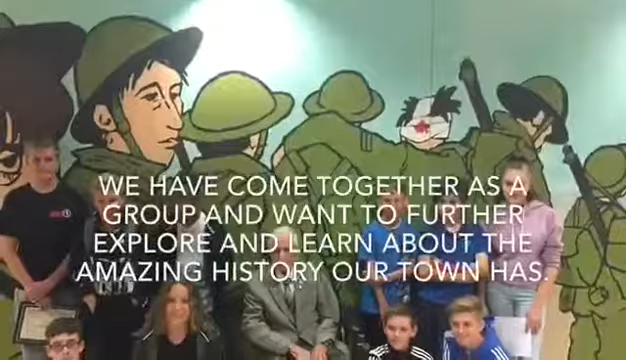 WE HAVE COME TOGETHER AS A
GROUP AND WANT TO FURTHER
EXPLORE AND LEARN ABOUT THE
AMAZING HISTORY OUR TOWN HAS.